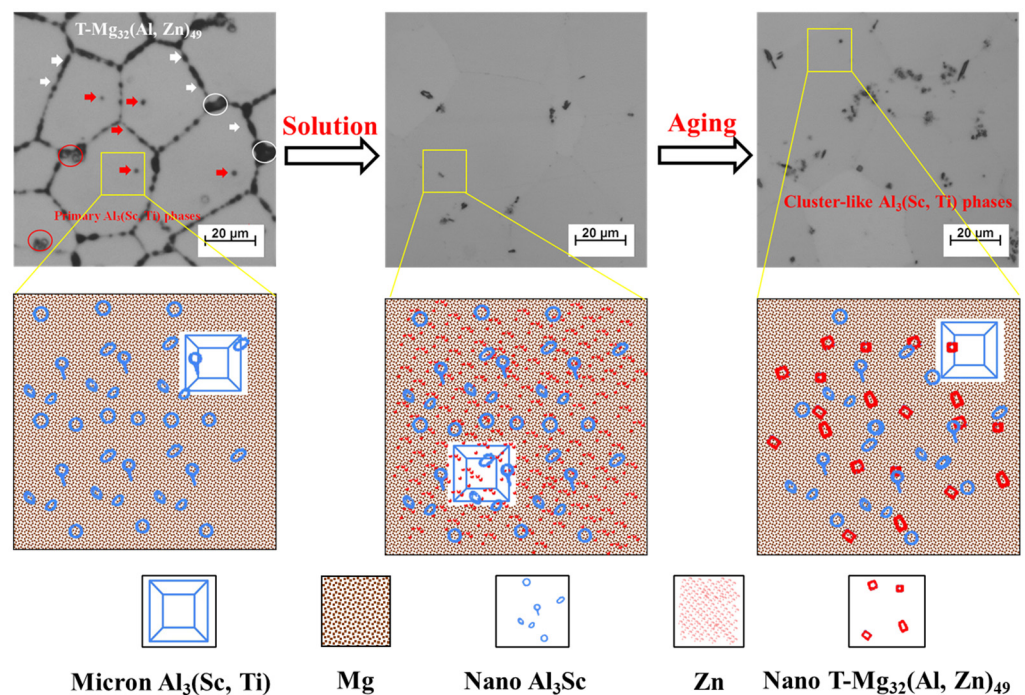 T-Mg32(Al, Zn)49
Solution
Aging
Primary Al3(Sc, Ti) phases
Cluster-like Al3(Sc, Ti) phases
20 μm
20 μm
20 μm
Micron Al3(Sc, Ti)
Mg
Nano Al3Sc
Zn
Nano T-Mg32(Al, Zn)49